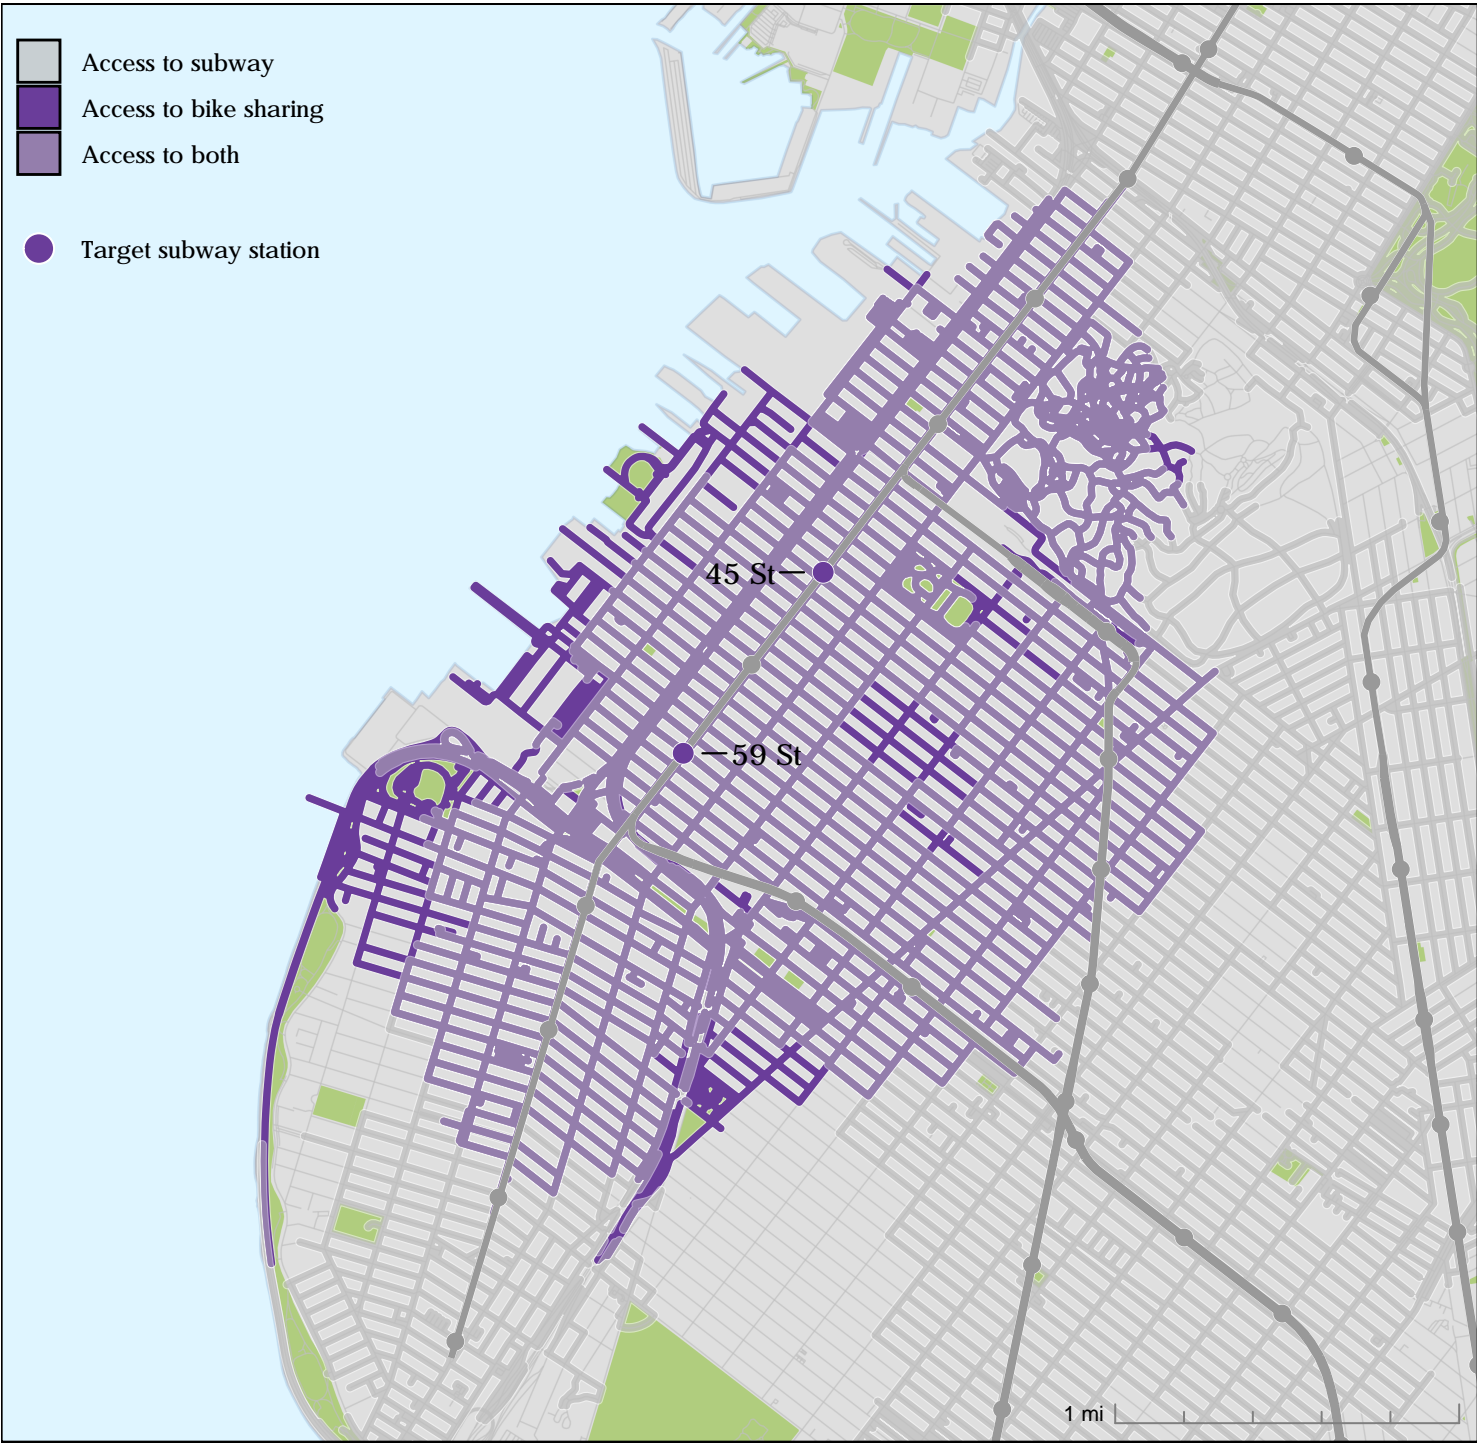 Access to subway
Access to bike sharing
Access to both
Target subway station
45 St
59 St
1 mi